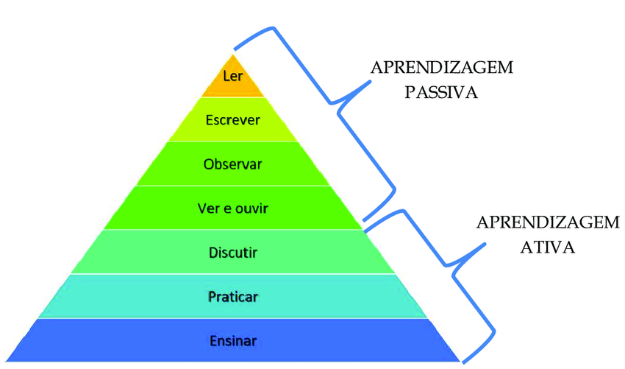 Ler
Escrever
Observar
Ver e ouvir
Discutir
Praticar
Ensinar
APRENDIZAGEM
PASSIVA
APRENDIZAGEM
ATIVA